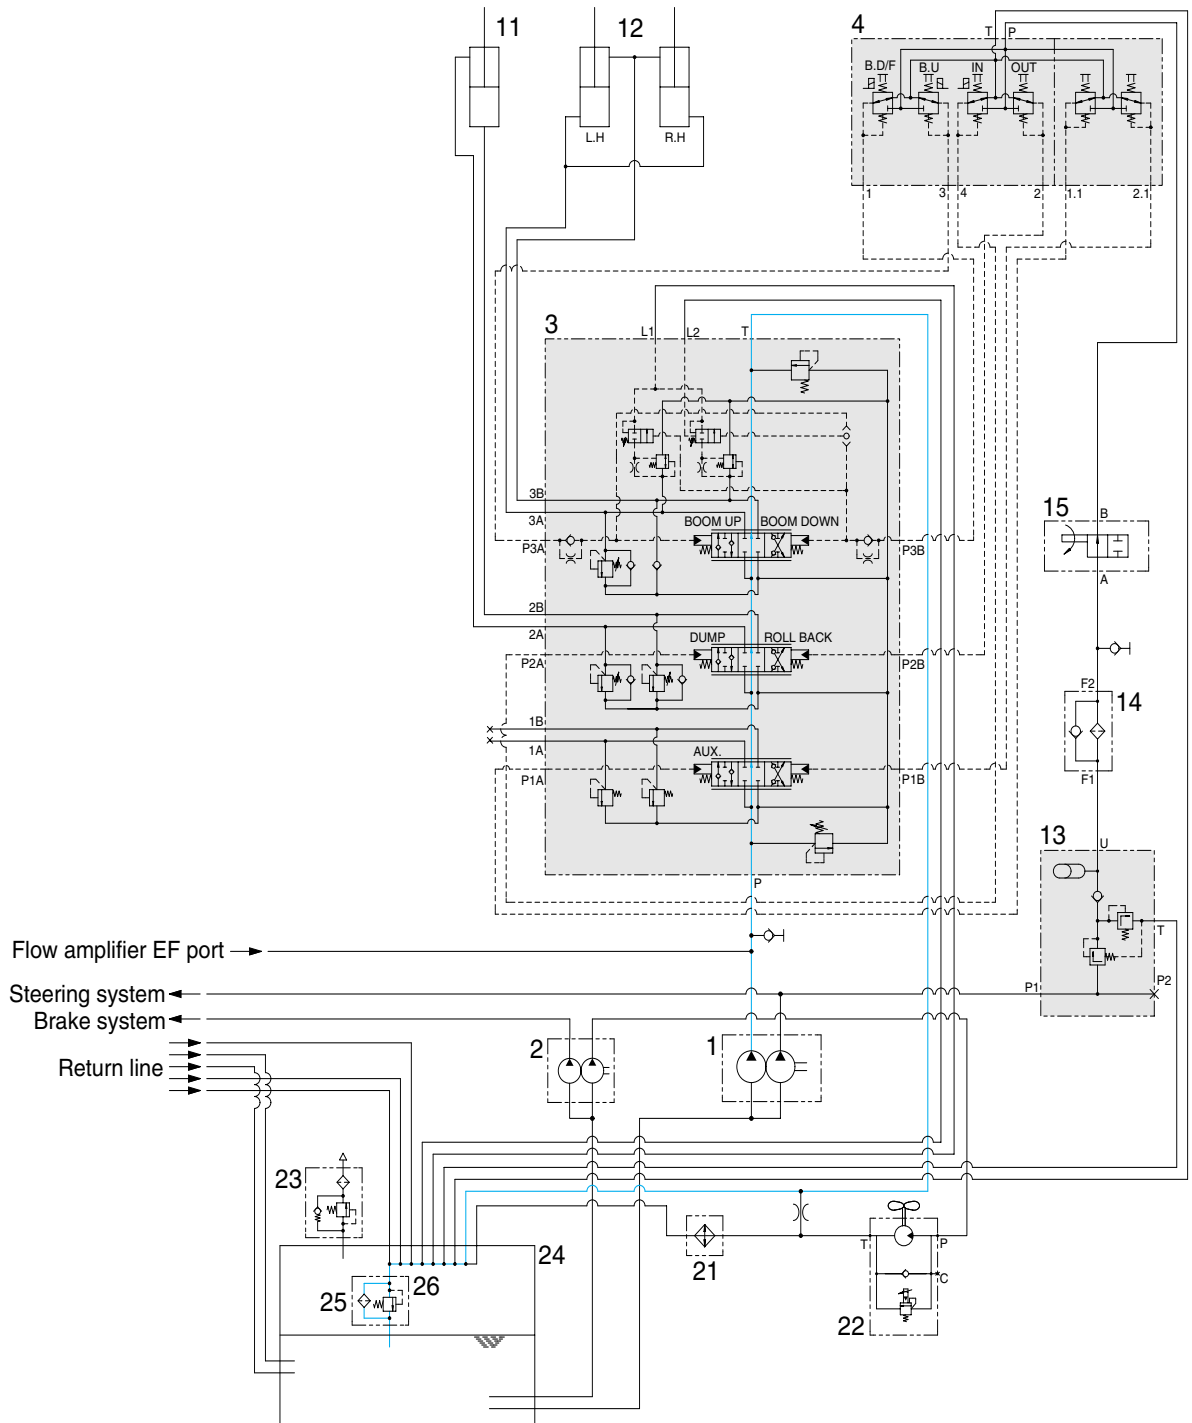 11
12
4
T
P
B.D/F
B.U
IN
OUT
L.H
R.H
1
3
4
2
1.1
2.1
3
L1
L2
T
3B
3A
P3A
BOOM UP
BOOM DOWN
P3B
15
B
A
2B
2A
P2A
DUMP
ROLL BACK
P2B
F2
14
F1
1B
1A
P1A
AUX.
P1B
13
U
P
T
Flow amplifier EF port
Steering system
P1
P2
Brake system
2
1
Return line
23
24
26
25
21
T
P
C
22